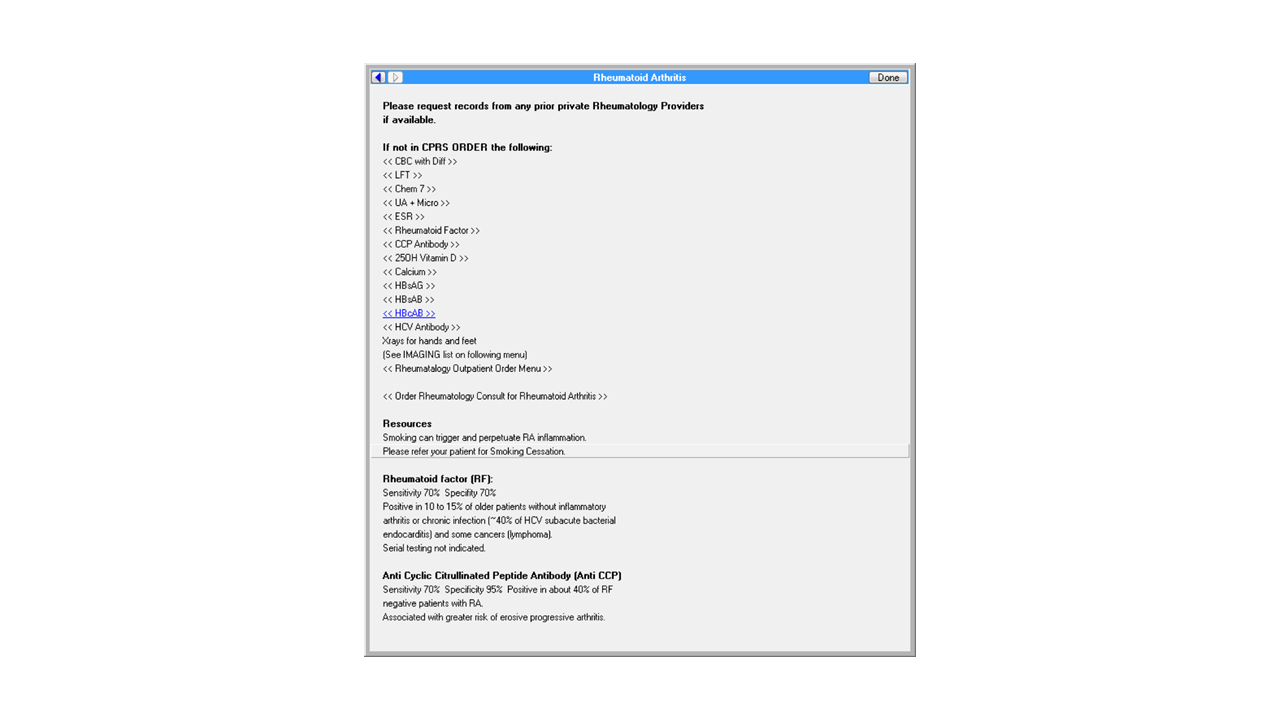 Rheumatoid Arthritis
Done
Please request records from any prior private Rheumatology Providers
if available.
If not in CPRS ORDER the following:
<< CBC with Diff >>
<< LFT >>
<< Chem 7 >>
<< UA + Micro >>
<< ESR >>
<< Rheumatoid Factor >>
<< CCP Antibody >>
<< 25OH Vitamin D >>
<< Calcium >>
<< HBsAG >>
<< HBsAB >>
<< HBcAB >>
<< HCV Antibody >>
Xrays for hands and feet
(See IMAGING list on following menu)
<< Rheumatalogy Outpatient Order Menu >>
<< Order Rheumatology Consult for Rheumatoid Arthritis >>
Resources
Smoking can trigger and perpetuate RA inflammation.
Please refer your patient for Smoking Cessation.
Rheumatoid factor (RF):
Sensitivity 70%  Specifity 70%
Positive in 10 to 15% of older patients without inflammatory
arthritis or chronic infection (~40% of HCV subacute bacterial
endocarditis) and some cancers (lymphoma).
Serial testing not indicated.
Anti Cyclic Citrullinated Peptide Antibody (Anti CCP)
Sensitivity 70%  Specificity 95%  Positive in about 40% of RF
negative patients with RA.
Associated with greater risk of erosive progressive arthritis.